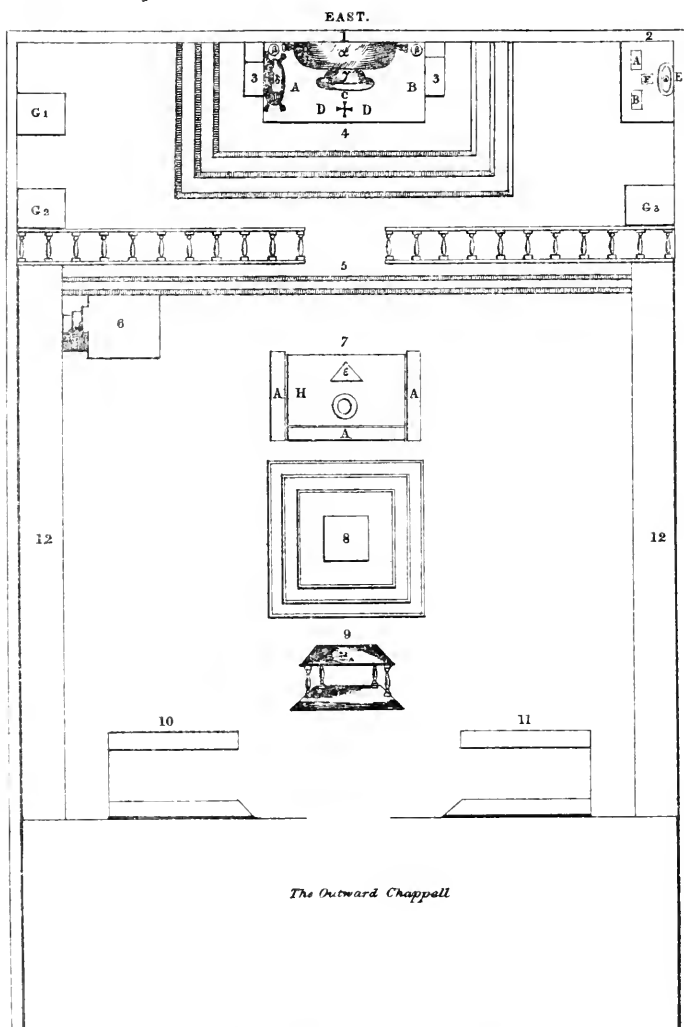 EAST.
1
2
α
β
β
3
A
γ
B
3
C
D D
4
A
B
E
G1
G2
G3
5
6
7
ε
A
H
A
A
8
12
12
9
10
11
The Outward Chappell